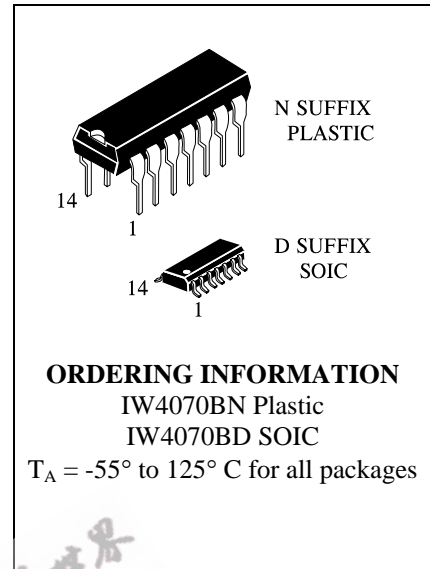 N SUFFIX
PLASTIC
14
1
D SUFFIX
SOIC
14
1
ORDERING INFORMATION
IW4070BN Plastic
IW4070BD SOIC
T_A = -55° to 125° C for all packages